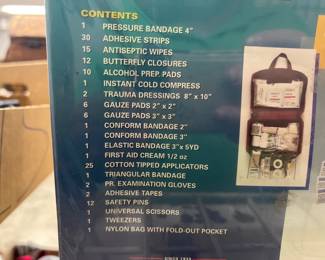 CONTENTS
1 PRESSURE BANDAGE 4"
30 ADHESIVE STRIPS
15 ANTISEPTIC WIPES
12 BUTTERFLY CLOSURES
10 ALCOHOL PREP. PADS
1 INSTANT COLD COMPRESS
2 TRAUMA DRESSINGS 8" x 10"
6 GAUZE PADS 2" x 2"
6 GAUZE PADS 3" x 3"
1 CONFORM BANDAGE 2"
1 CONFORM BANDAGE 3"
1 ELASTIC BANDAGE 3"x 5YD
1 FIRST AID CREAM 1/2 oz
25 COTTON TIPPED APPLICATORS
1 TRIANGULAR BANDAGE
2 PR. EXAMINATION GLOVES
2 ADHESIVE TAPES
12 SAFETY PINS
1 UNIVERSAL SCISSORS
1 TWEEZERS
1 NYLON BAG WITH FOLD-OUT POCKET
SINCE